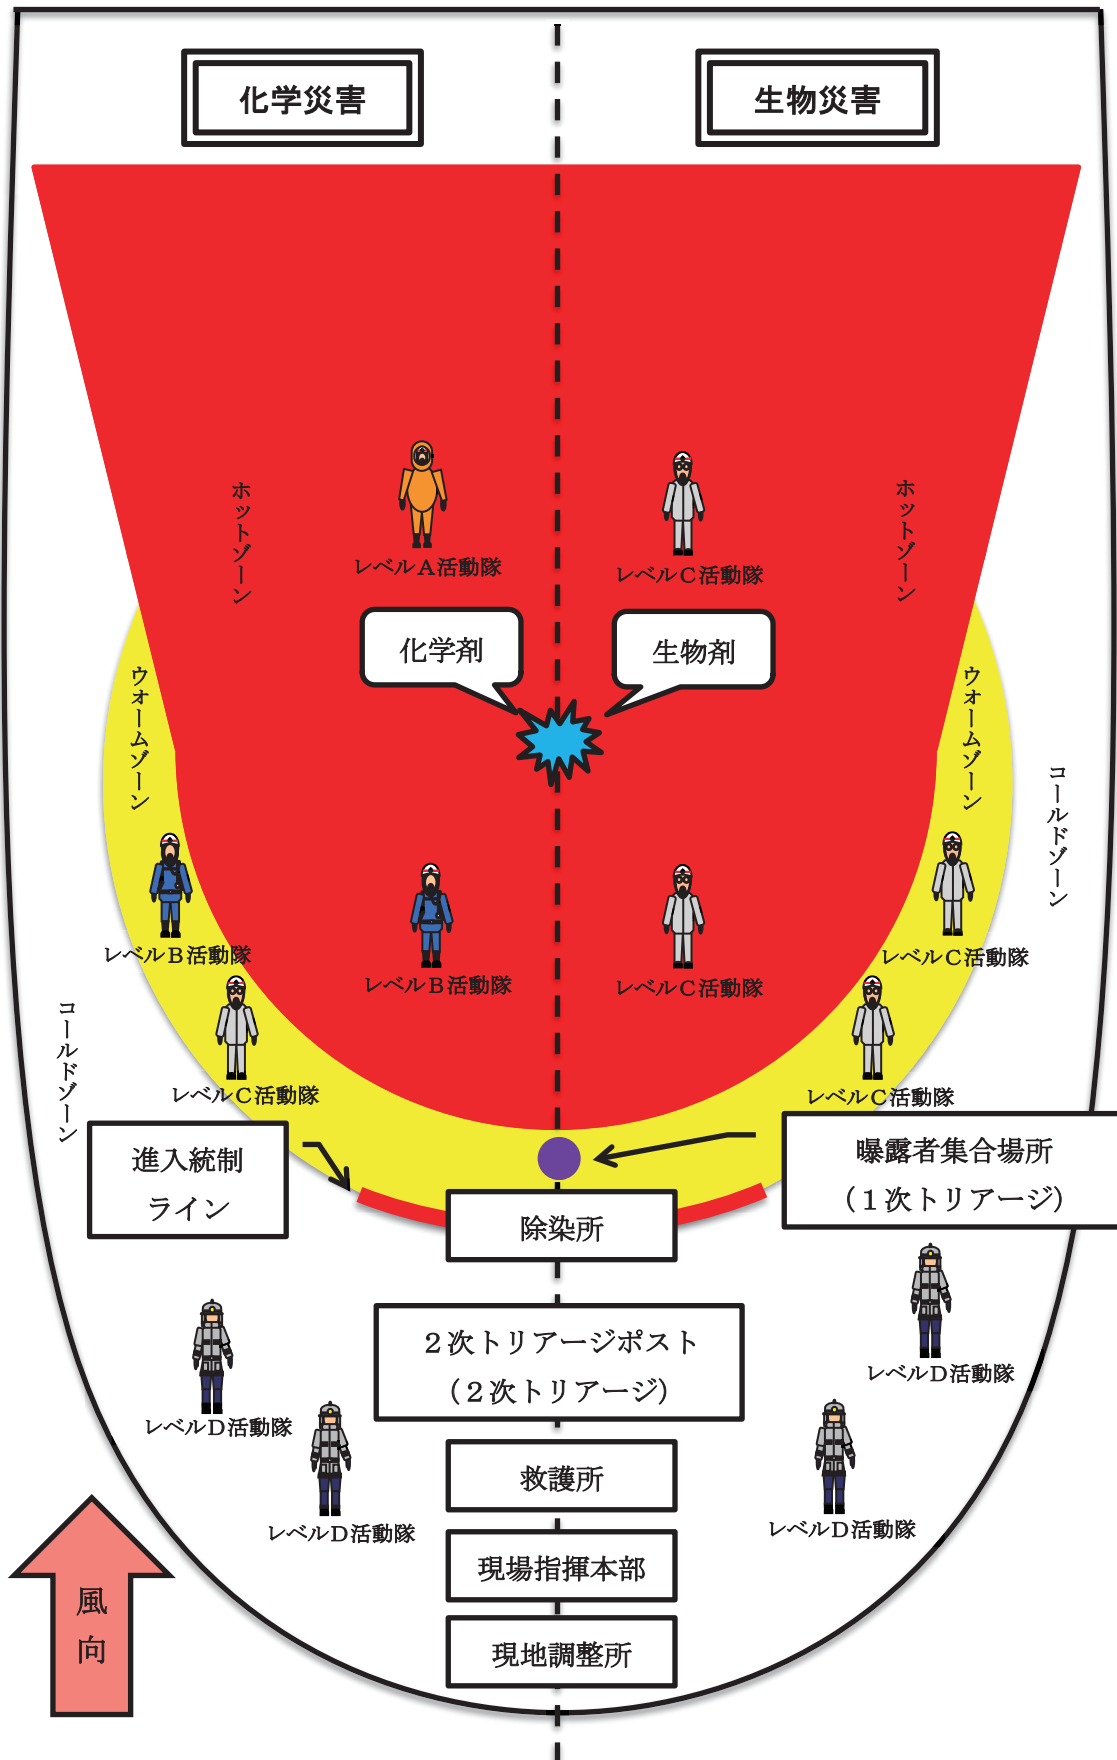 化学災害
生物災害
ホットゾーン
ホットゾーン
レベルA活動隊
レベルC活動隊
化学剤
生物剤
ウオームゾーン
ウオームゾーン
コールドゾーン
レベルB活動隊
レベルB活動隊
レベルC活動隊
レベルC活動隊
コールドゾーン
レベルC活動隊
レベルC活動隊
進入統制
ライン
曝露者集合場所
（１次トリアージ）
除染所
２次トリアージポスト
（２次トリアージ）
レベルD活動隊
レベルD活動隊
救護所
レベルD活動隊
レベルD活動隊
現場指揮本部
現地調整所
風向